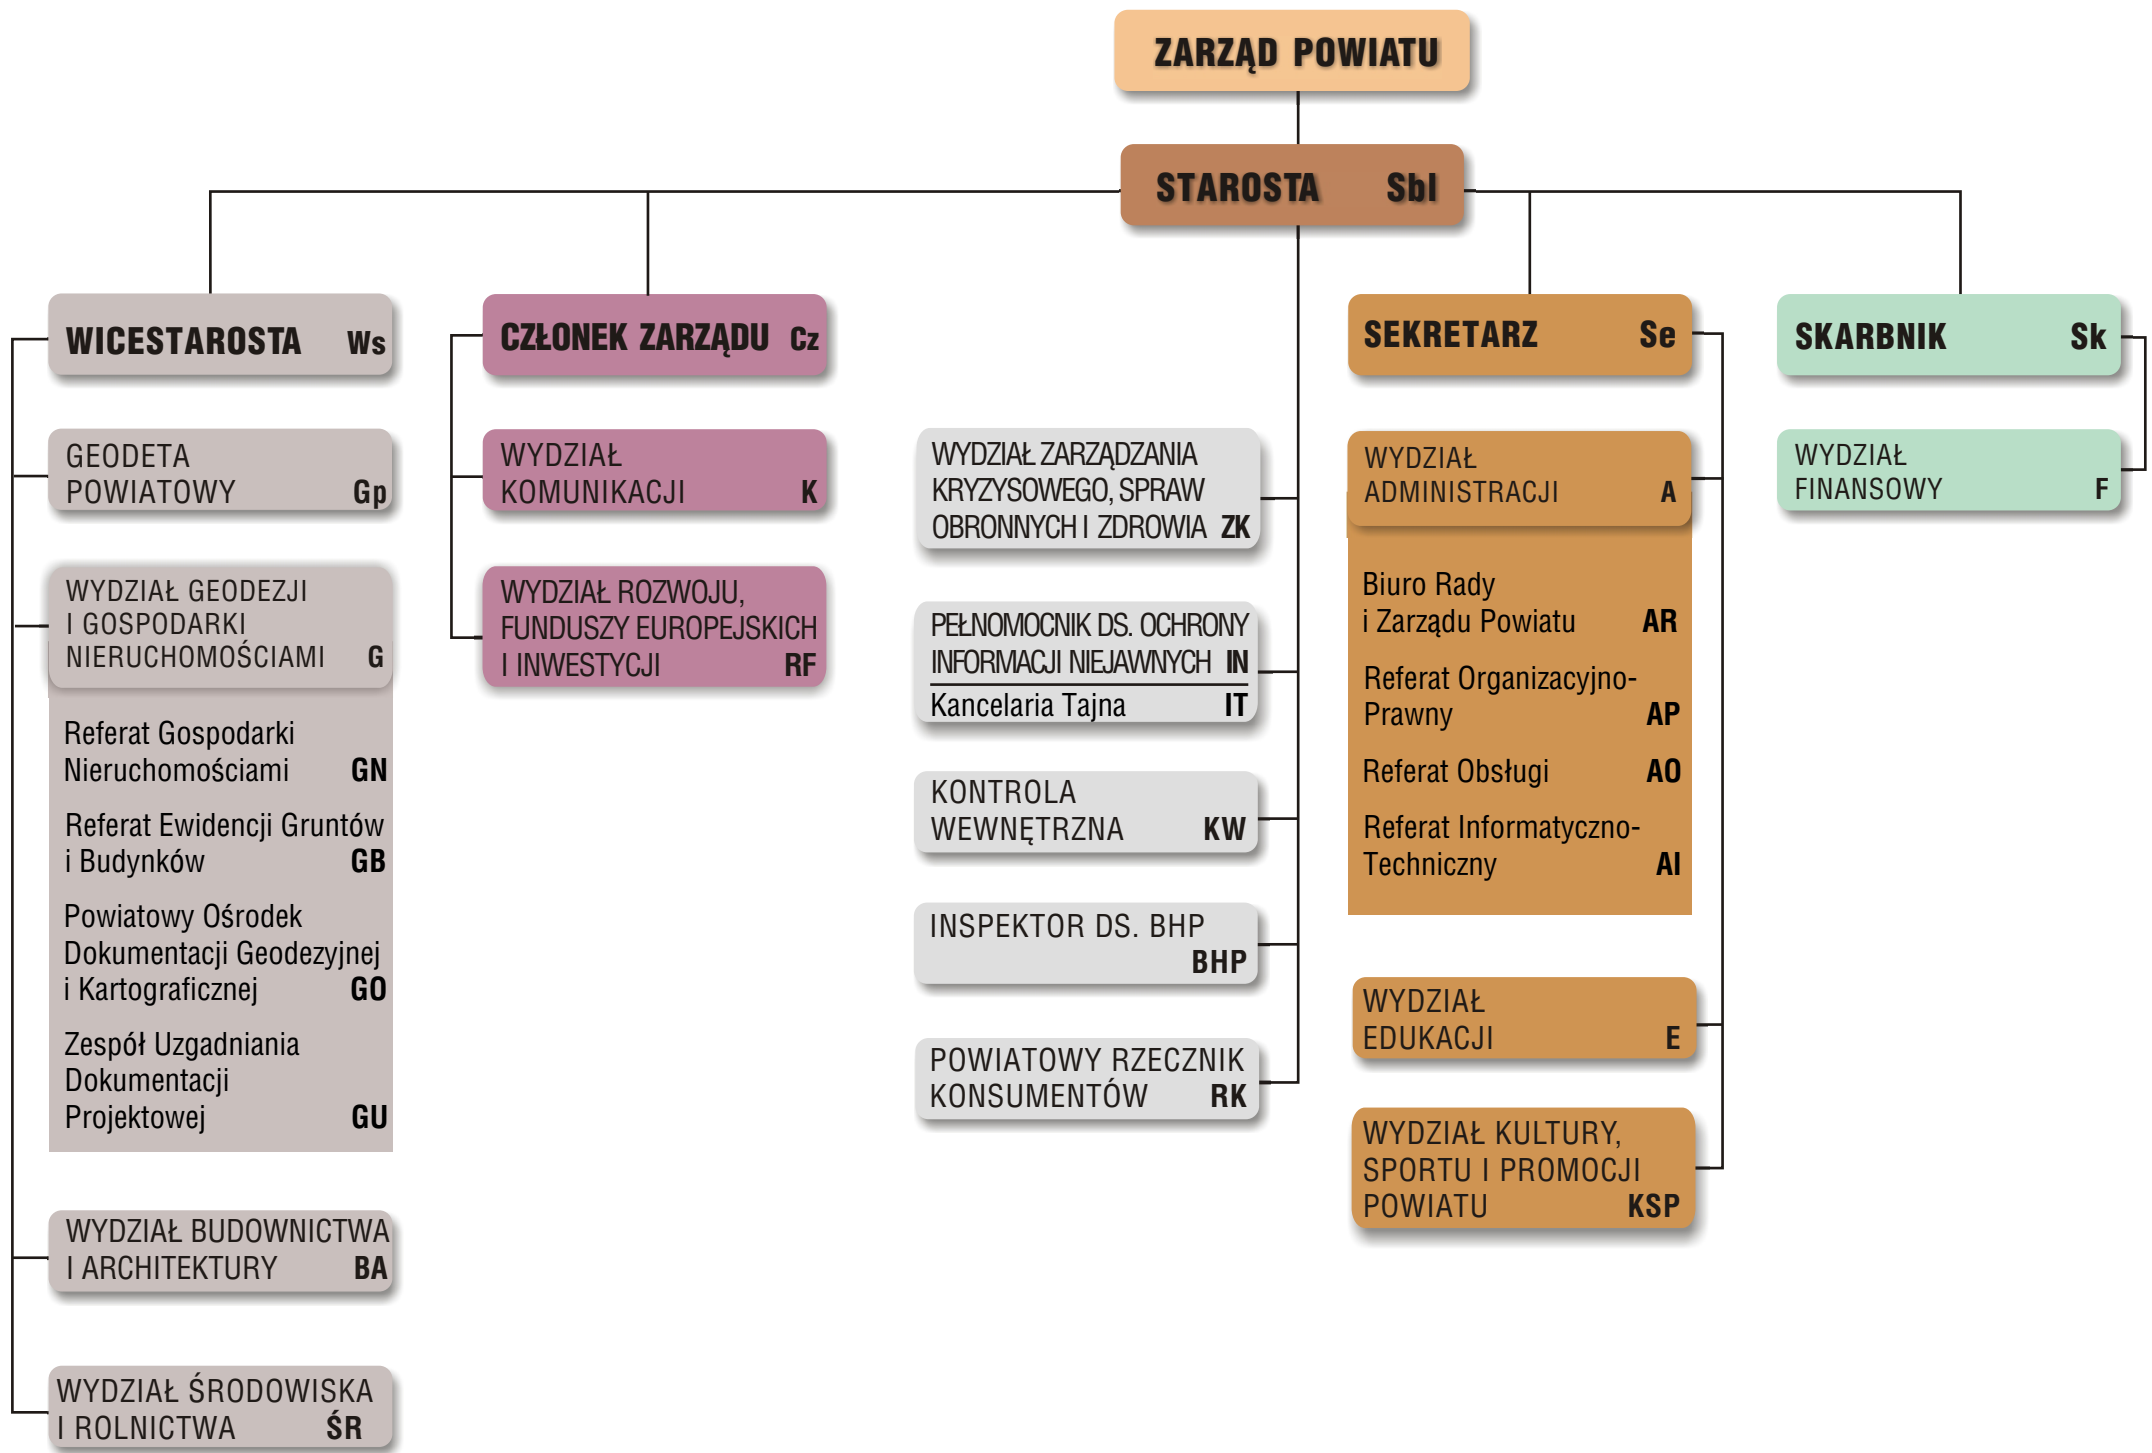 ZARZĄD POWIATU
STAROSTA Sbl
WICESTAROSTA Ws
GEODETA
POWIATOWY Gp
WYDZIAŁ GEODEZJI
I GOSPODARKI
NIERUCHOMOŚCIAMI G
Referat Gospodarki
Nieruchomościami GN
Referat Ewidencji Gruntów
i Budynków GB
Powiatowy Ośrodek
Dokumentacji Geodezyjnej
i Kartograficznej GO
Zespół Uzgadniania
Dokumentacji
Projektowej GU
WYDZIAŁ BUDOWNICTWA
I ARCHITEKTURY BA
WYDZIAŁ ŚRODOWISKA
I ROLNICTWA ŚR
CZŁONEK ZARZĄDU Cz
WYDZIAŁ
KOMUNIKACJI K
WYDZIAŁ ROZWOJU,
FUNDUSZY EUROPEJSKICH
I INWESTYCJI RF
WYDZIAŁ ZARZĄDZANIA
KRYZYSOWEGO, SPRAW
OBRONNYCH I ZDROWIA ZK
PEŁNOMOCNIK DS. OCHRONY
INFORMACJI NIEJAWNYCH IN
Kancelaria Tajna IT
KONTROLA
WEWNĘTRZNA KW
INSPEKTOR DS. BHP
BHP
POWIATOWY RZECZNIK
KONSUMENTÓW RK
SEKRETARZ Se
WYDZIAŁ
ADMINISTRACJI A
Biuro Rady
i Zarządu Powiatu AR
Referat Organizacyjno-
Prawny AP
Referat Obsługi AO
Referat Informatyczno-
Techniczny AI
WYDZIAŁ
EDUKACJI E
WYDZIAŁ KULTURY,
SPORTU I PROMOCJI
POWIATU KSP
SKARBNIK Sk
WYDZIAŁ
FINANSOWY F